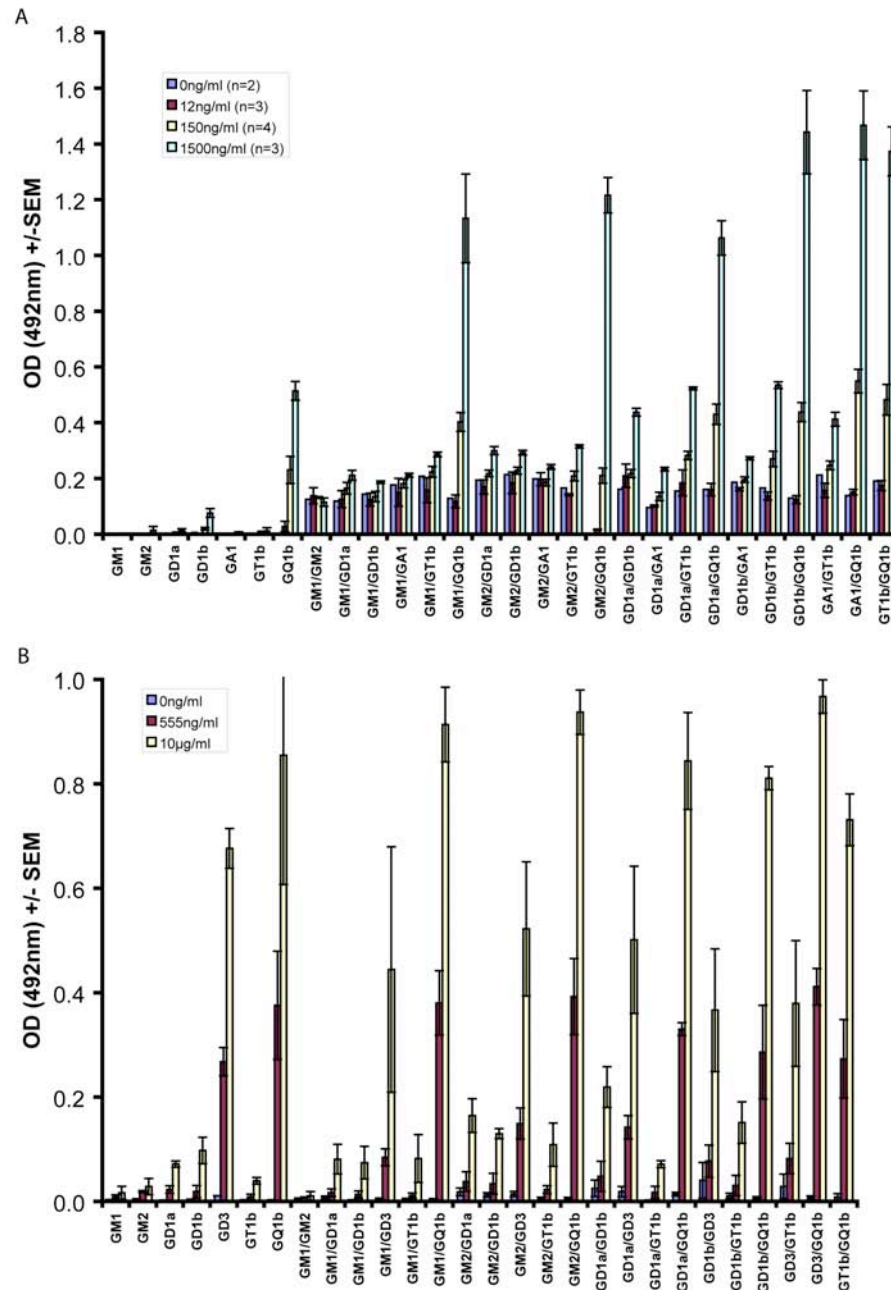 A
1.8
1.6
1.4
1.2
1.0
0.8
0.6
0.4
0.2
0.0
OD (492nm) +/-SEM
0ng/ml (n=2)
12ng/ml (n=3)
150ng/ml (n=4)
1500ng/ml (n=3)
GM1
GM2
GD1a
GD1b
GA1
GT1b
GQ1b
GM1/GM2
GM1/GD1a
GM1/GD1b
GM1/GA1
GM1/GT1b
GM1/GQ1b
GM2/GD1a
GM2/GD1b
GM2/GA1
GM2/GT1b
GM2/GQ1b
GD1a/GD1b
GD1a/GA1
GD1a/GT1b
GD1a/GQ1b
GD1b/GA1
GD1b/GT1b
GD1b/GQ1b
GA1/GT1b
GA1/GQ1b
GT1b/GQ1b
B
1.0
0.8
0.6
0.4
0.2
0.0
OD (492nm) +/- SEM
0ng/ml
555ng/ml
10µg/ml
GM1
GM2
GD1a
GD1b
GD3
GT1b
GQ1b
GM1/GM2
GM1/GD1a
GM1/GD1b
GM1/GD3
GM1/GT1b
GM1/GQ1b
GM2/GD1a
GM2/GD1b
GM2/GD3
GM2/GT1b
GM2/GQ1b
GD1a/GD1b
GD1a/GD3
GD1a/GT1b
GD1a/GQ1b
GD1b/GD3
GD1b/GT1b
GD1b/GQ1b
GD3/GT1b
GD3/GQ1b
GT1b/GQ1b